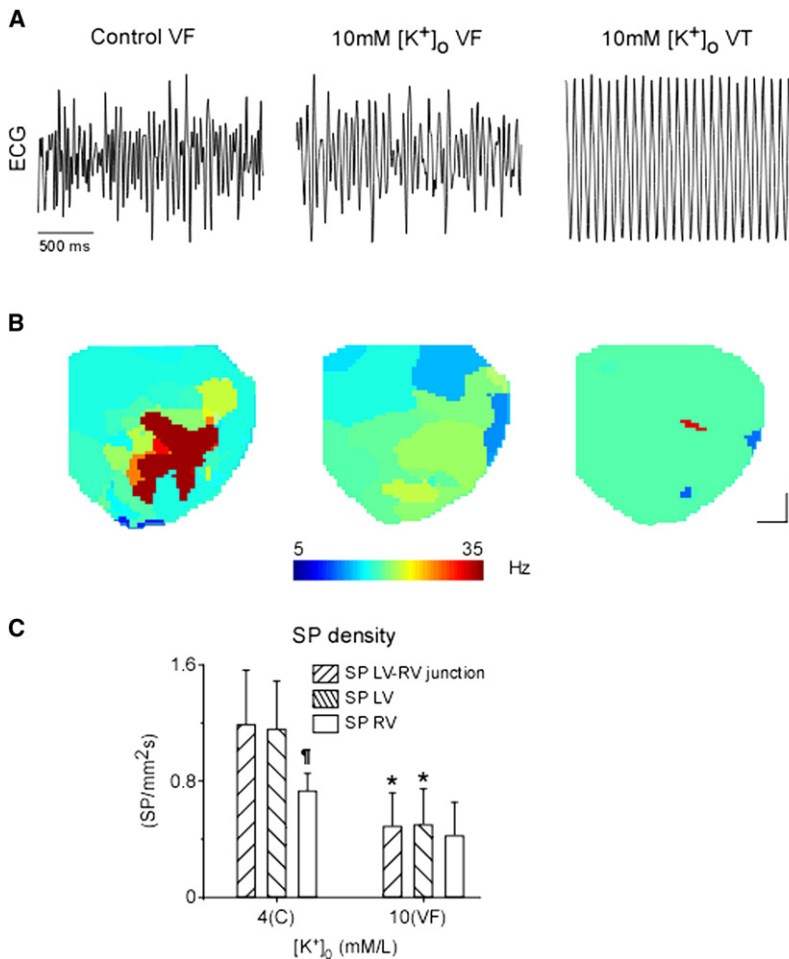 A
Control VF
10mM [K⁺]o VF
10mM [K⁺]o VT
ECG
500 ms
B
5
35
Hz
C
SP density
1.6
SP LV-RV junction
SP LV
SP RV
(SP/mm²s)
¶
0.8
* *
0
4(C)
10(VF)
[K⁺]₀ (mM/L)